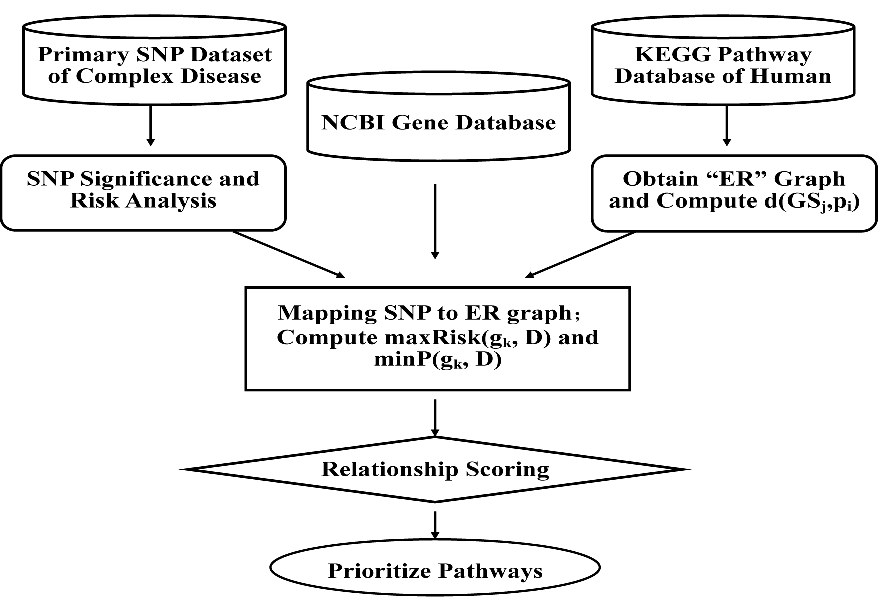 Primary SNP Dataset
of Complex Disease
NCBI Gene Database
KEGG Pathway
Database of Human
SNP Significance and
Risk Analysis
Obtain “ER” Graph
and Compute d(GSj,pi)
Mapping SNP to ER graph；
Compute maxRisk(gk, D) and
minP(gk, D)
Relationship Scoring
Prioritize Pathways